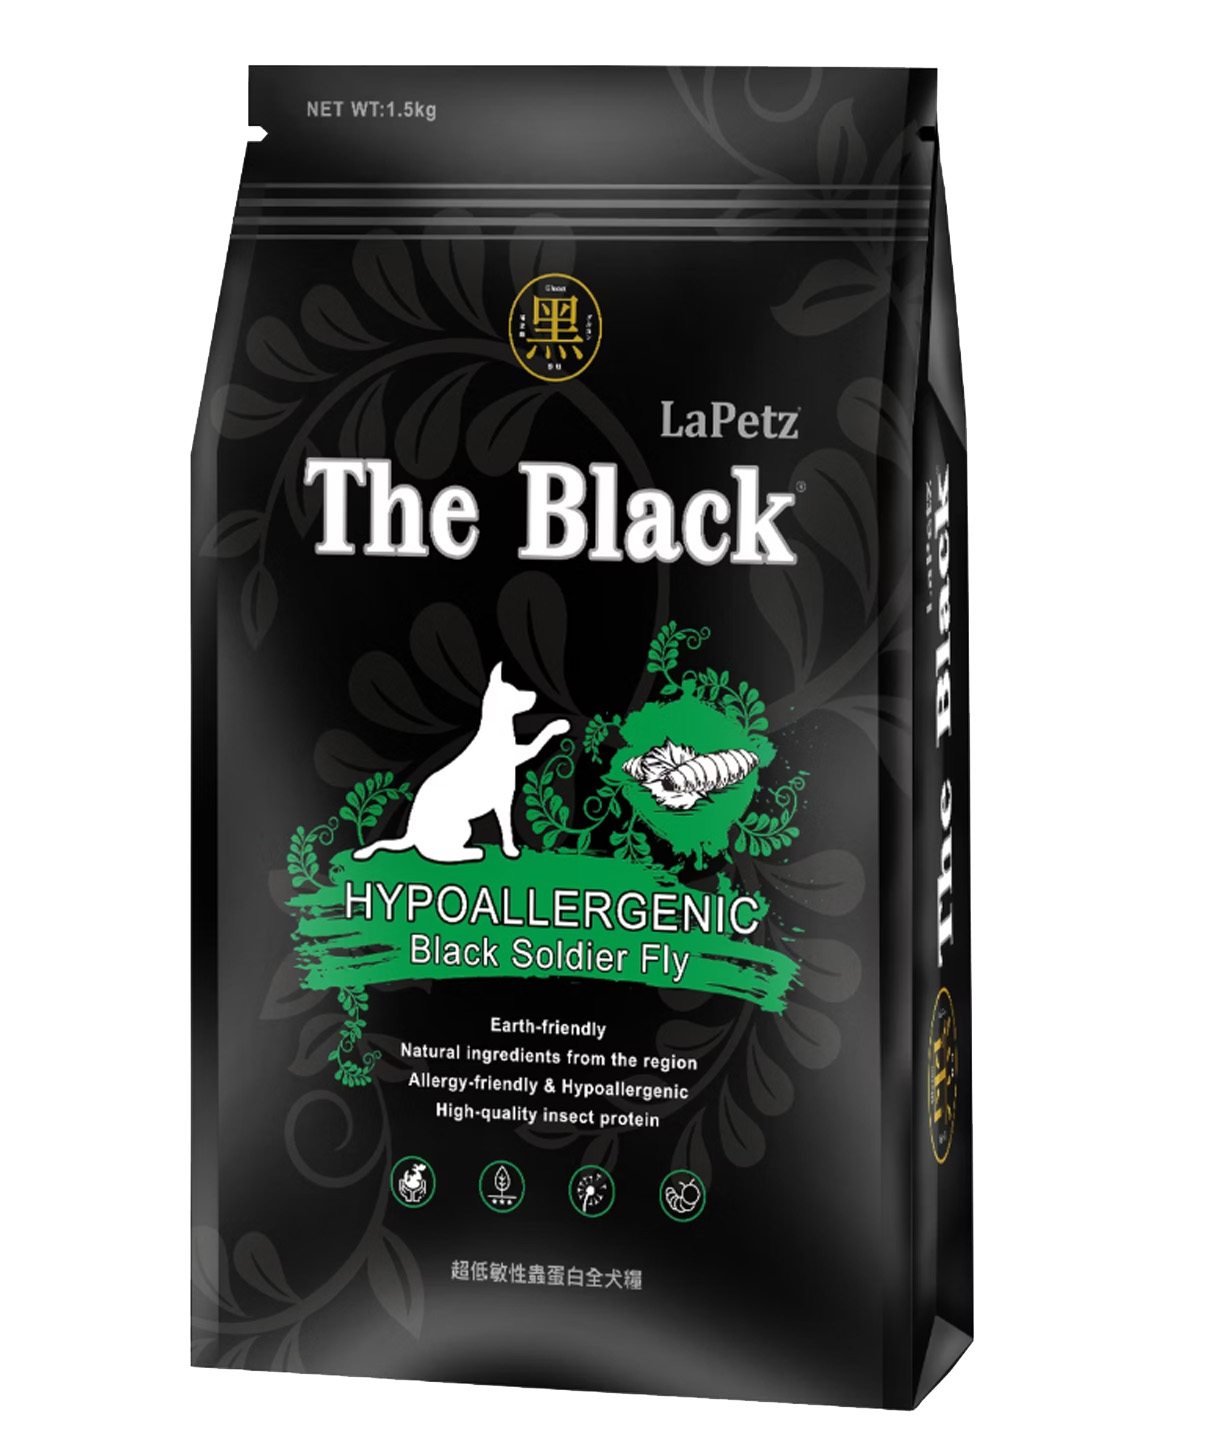 NET WT:1.5kg
黑
LaPetz
The Black®
HYPOALLERGENIC
Black Soldier Fly
Earth-friendly
Natural ingredients from the region
Allergy-friendly & Hypoallergenic
High-quality insect protein
超低敏性蟲蛋白全犬糧
LaPetz
The Black